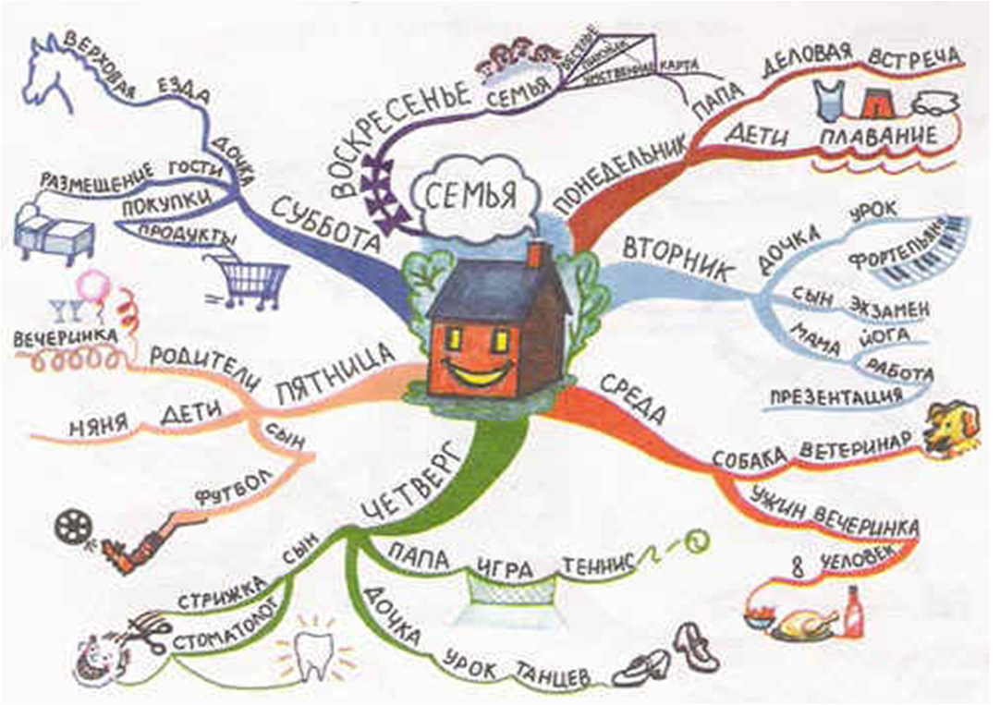 СЕМЬЯ
ПОНЕДЕЛЬНИК
ПАПА
ДЕЛОВАЯ ВСТРЕЧА
ДЕТИ ПЛАВАНИЕ
ВТОРНИК
ДОЧКА
УРОК
ФОРТЕПЬЯНО
СЫН ЭКЗАМЕН
МАМА ЙОГА
РАБОТА
ПРЕЗЕНТАЦИЯ
СРЕДА
СОБАКА ВЕТЕРИНАР
УЖИН ВЕЧЕРИНКА
8 ЧЕЛОВЕК
ЧЕТВЕРГ
ПАПА ИГРА ТЕННИС
ДОЧКА
УРОК ТАНЦЕВ
СЫН
СТРИЖКА
СТОМАТОЛОГ
ПЯТНИЦА
РОДИТЕЛИ
ВЕЧЕРИНКА
ДЕТИ
НЯНЯ
СЫН
ФУТБОЛ
СУББОТА
ДОЧКА
ВЕРХОВАЯ ЕЗДА
РАЗМЕЩЕНИЕ ГОСТИ
ПОКУПКИ
ПРОДУКТЫ
ВОСКРЕСЕНЬЕ
СЕМЬЯ
ПИКНИК
УМСТВЕННАЯ КАРТА